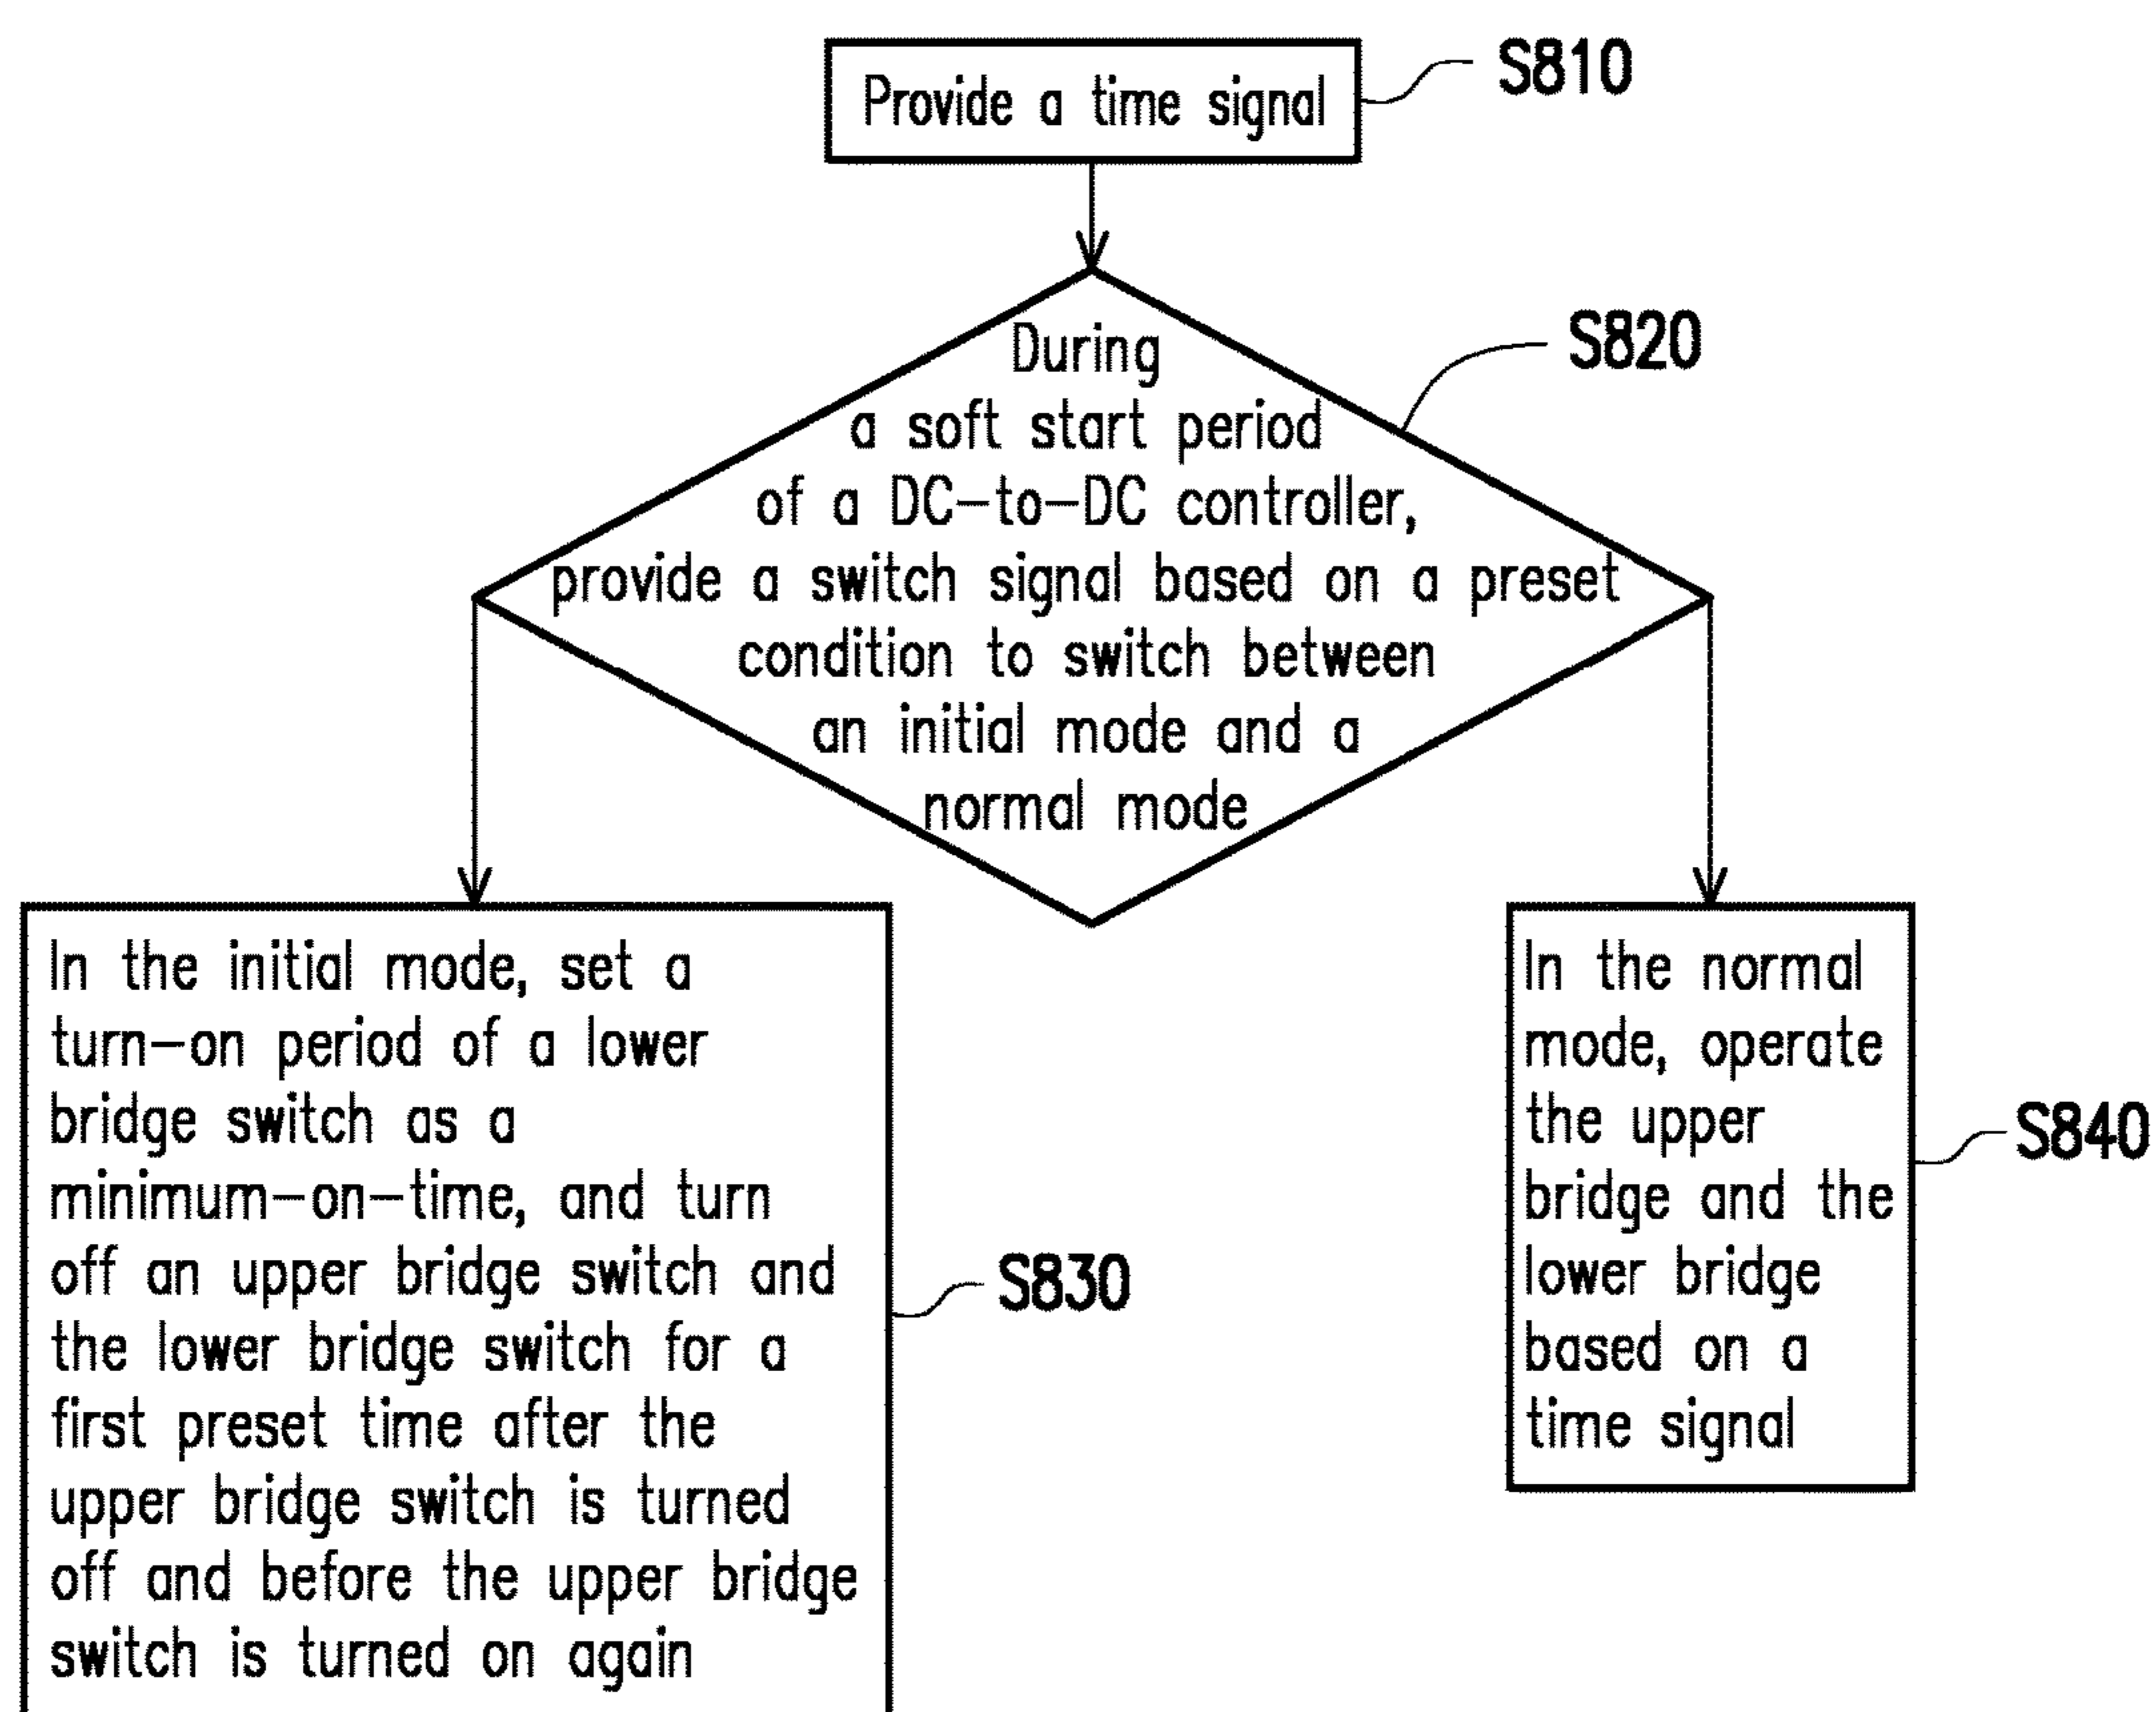 Provide a time signal
S810
During
a soft start period
of a DC-to-DC controller,
provide a switch signal based on a preset
condition to switch between
an initial mode and a
normal mode
S820
In the initial mode, set a
turn-on period of a lower
bridge switch as a
minimum-on-time, and turn
off an upper bridge switch and
the lower bridge switch for a
first preset time after the
upper bridge switch is turned
off and before the upper bridge
switch is turned on again
S830
In the normal
mode, operate
the upper
bridge and the
lower bridge
based on a
time signal
S840